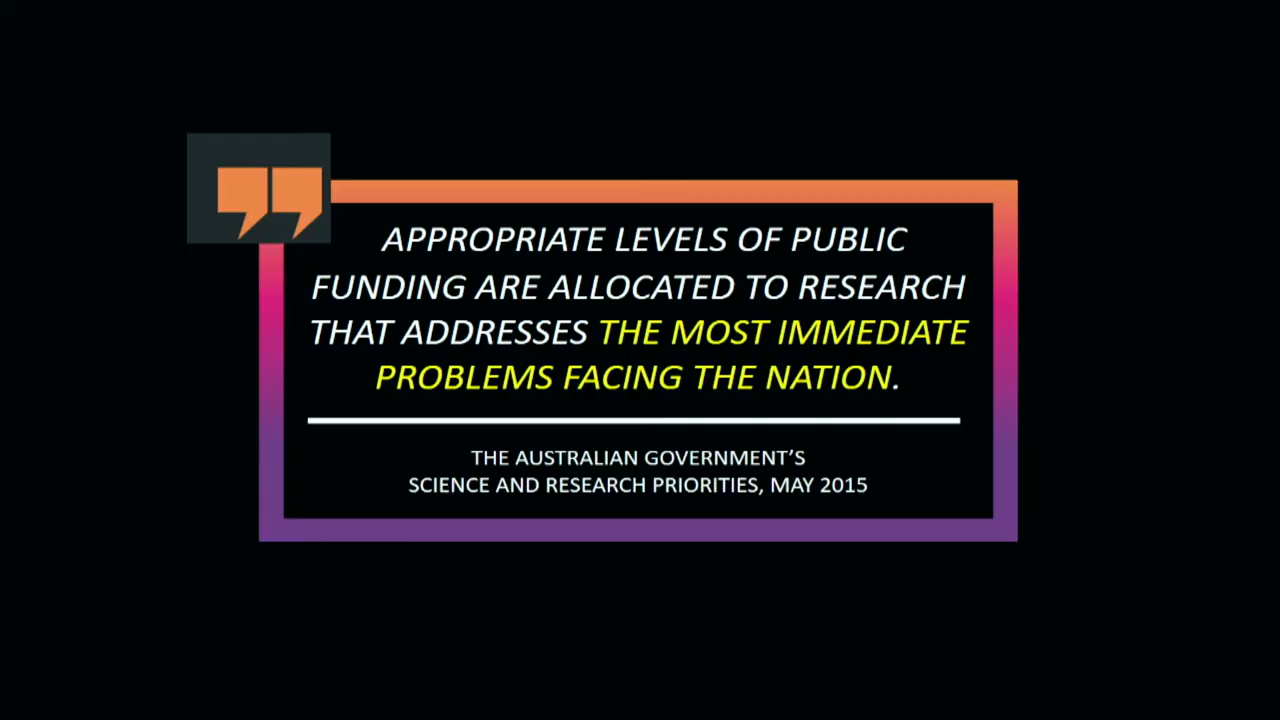 APPROPRIATE LEVELS OF PUBLIC
FUNDING ARE ALLOCATED TO RESEARCH
THAT ADDRESSES THE MOST IMMEDIATE
PROBLEMS FACING THE NATION.
THE AUSTRALIAN GOVERNMENT’S
SCIENCE AND RESEARCH PRIORITIES, MAY 2015